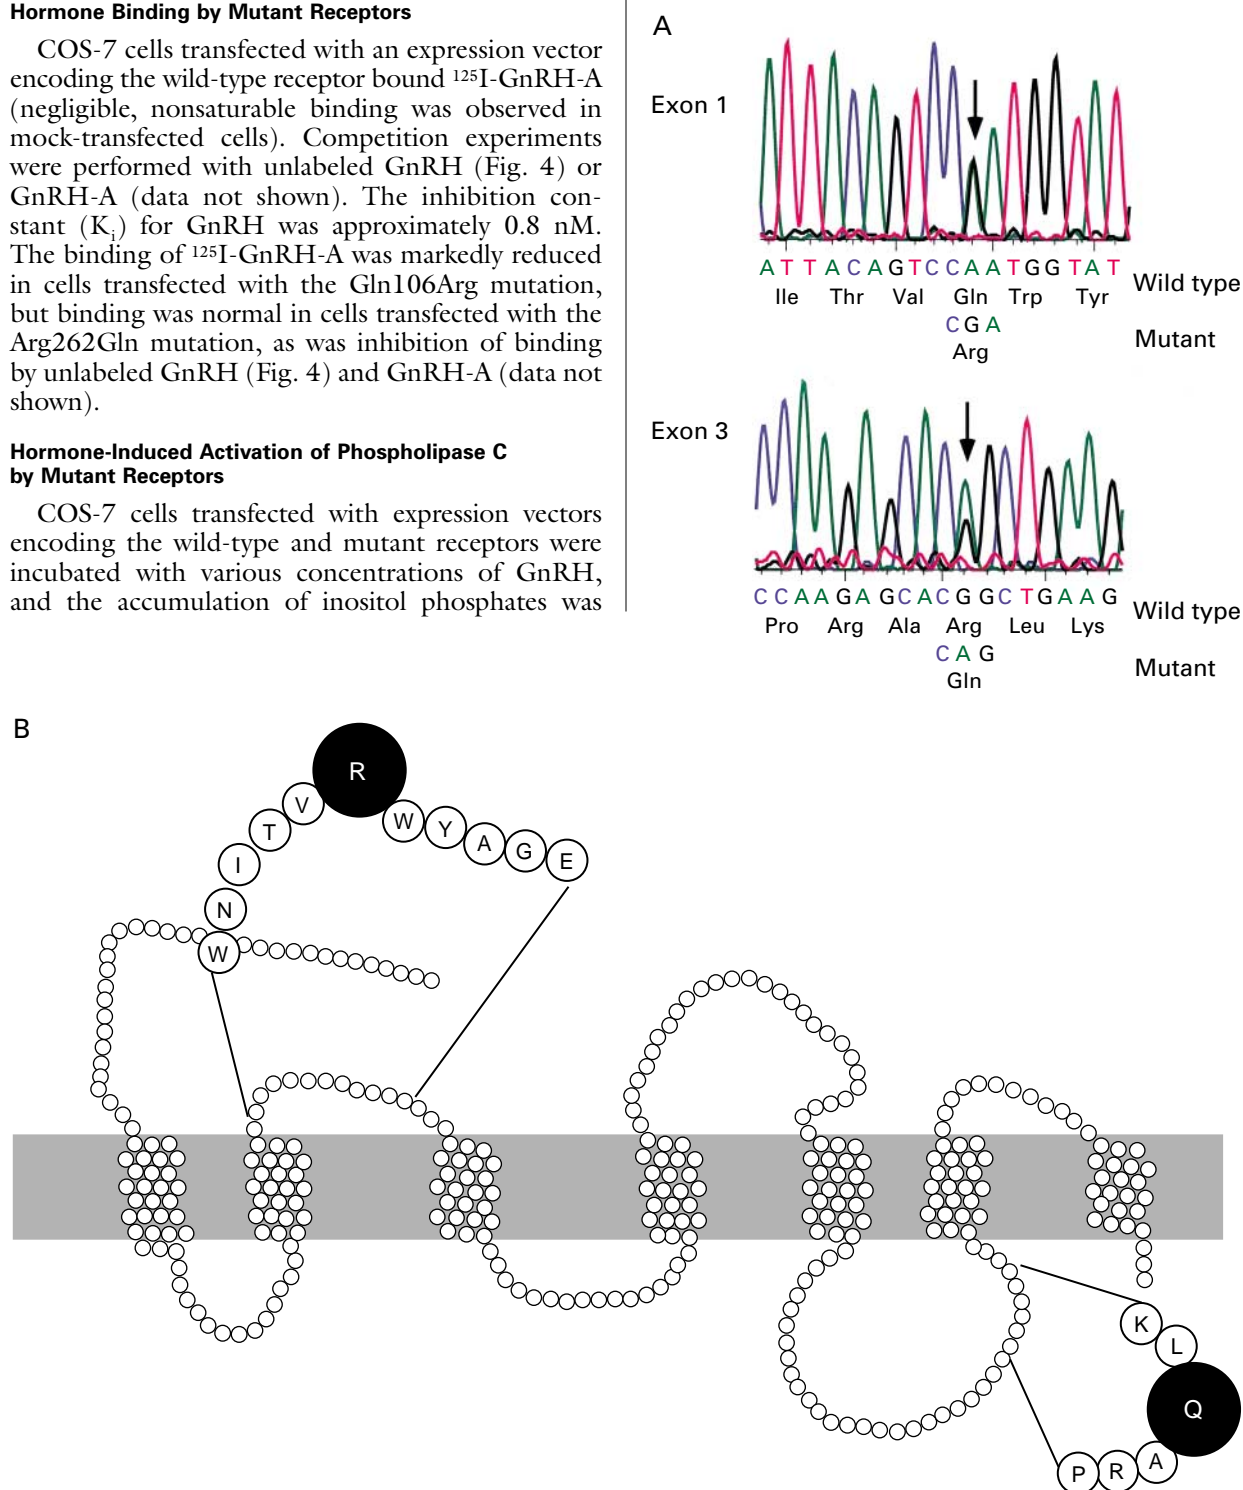 Hormone Binding by Mutant Receptors
COS-7 cells transfected with an expression vector
encoding the wild-type receptor bound ¹²⁵I-GnRH-A
(negligible, nonsaturable binding was observed in
mock-transfected cells). Competition experiments
were performed with unlabeled GnRH (Fig. 4) or
GnRH-A (data not shown). The inhibition con-
stant (Kᵢ) for GnRH was approximately 0.8 nM.
The binding of ¹²⁵I-GnRH-A was markedly reduced
in cells transfected with the Gln106Arg mutation,
but binding was normal in cells transfected with the
Arg262Gln mutation, as was inhibition of binding
by unlabeled GnRH (Fig. 4) and GnRH-A (data not
shown).
Hormone-Induced Activation of Phospholipase C
by Mutant Receptors
COS-7 cells transfected with expression vectors
encoding the wild-type and mutant receptors were
incubated with various concentrations of GnRH,
and the accumulation of inositol phosphates was
A
Exon 1
A T T A C A G T C C A A T G G T A T
Wild type
Ile Thr Val Gln Trp Tyr
C G A
Mutant
Arg
Exon 3
C C A A G A G C A C G G C T G A A G
Wild type
Pro Arg Ala Arg Leu Lys
C A G
Mutant
Gln
B
W
N
I
T
V
R
W
Y
A
G
E
K
L
Q
A
R
P